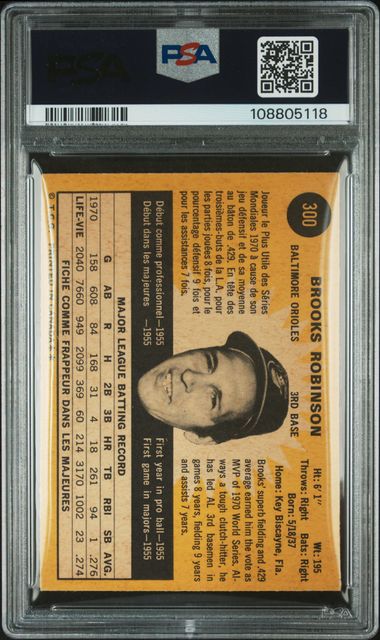 PSA
PSA
108805118
300
BROOKS ROBINSON
BALTIMORE ORIOLES
3RD BASE
Joueur le Plus Utile des Séries
Mondiales 1970 à cause de son
jeu défensif et de sa moyenne
au bâton de .429. En tête des
troisièmes-buts de la L.A. pour
les parties jouées 8 fois, pour le
pourcentage défensif 9 fois et
pour les assistances 7 fois.
Ht: 6' 1" Wt: 195
Throws: Right Bats: Right
Born: 5/18/37
Home: Key Biscayne, Fla.
Brooks' superb fielding and .429
average earned him the vote as
MVP of 1970 World Series. Al-
ways a tough clutch-hitter, he
has led A.L. 3rd basemen in
games 8 years, fielding 9 years
and assists 7 years.
Début comme professionnel—1955
Début dans les majeures —1955
First year in pro ball—1955
First game in majors—1955
MAJOR LEAGUE BATTING RECORD
G AB R H 2B 3B HR TB RBI SB AVG.
1970 158 608 84 168 31 4 18 261 94 1 .276
LIFE-VIE 2040 7660 949 2099 369 60 214 3170 1002 23 .274
FICHE COMME FRAPPEUR DANS LES MAJEURES